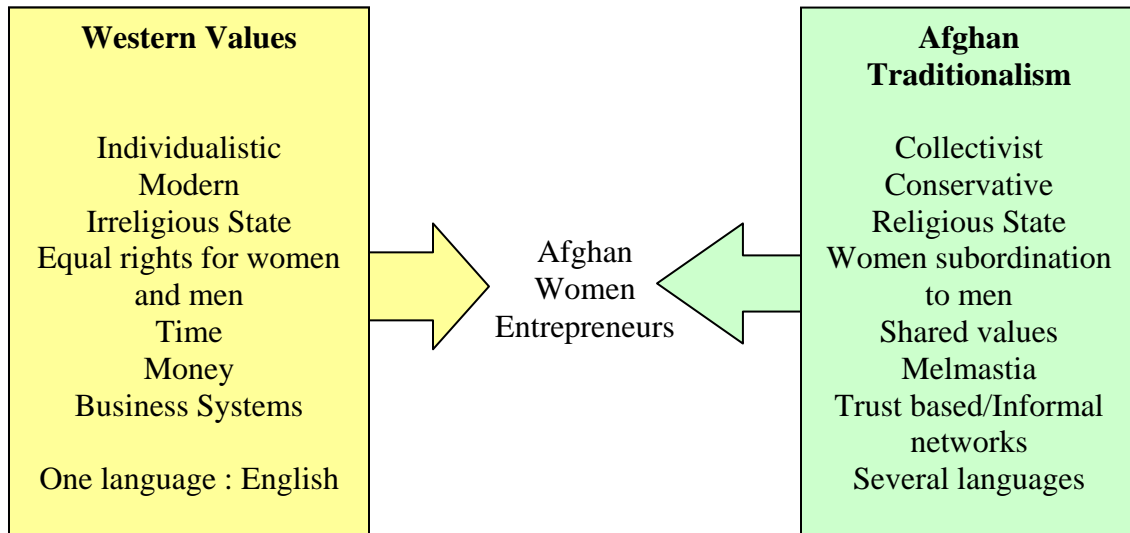 Western Values
Individualistic
Modern
Irreligious State
Equal rights for women
and men
Time
Money
Business Systems
One language : English
Afghan
Women
Entrepreneurs
Afghan
Traditionalism
Collectivist
Conservative
Religious State
Women subordination
to men
Shared values
Melmastia
Trust based/Informal
networks
Several languages